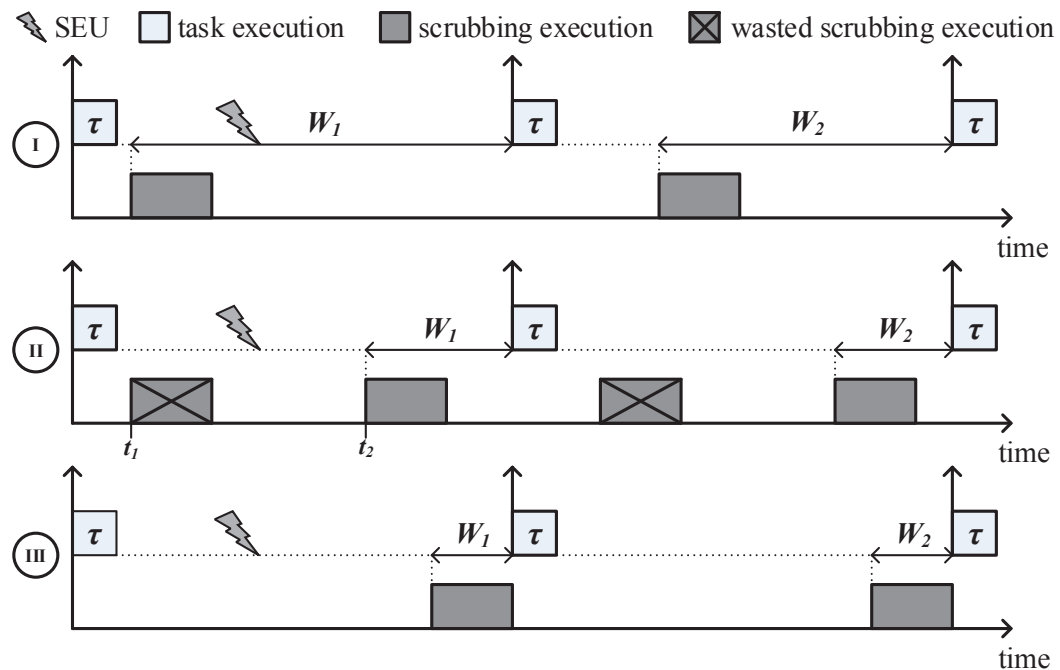 SEU task execution scrubbing execution wasted scrubbing execution
τ τ τ
W1 W2
I
time
τ τ τ
W1 W2
II
t1 t2 time
τ τ τ
W1 W2
III
time